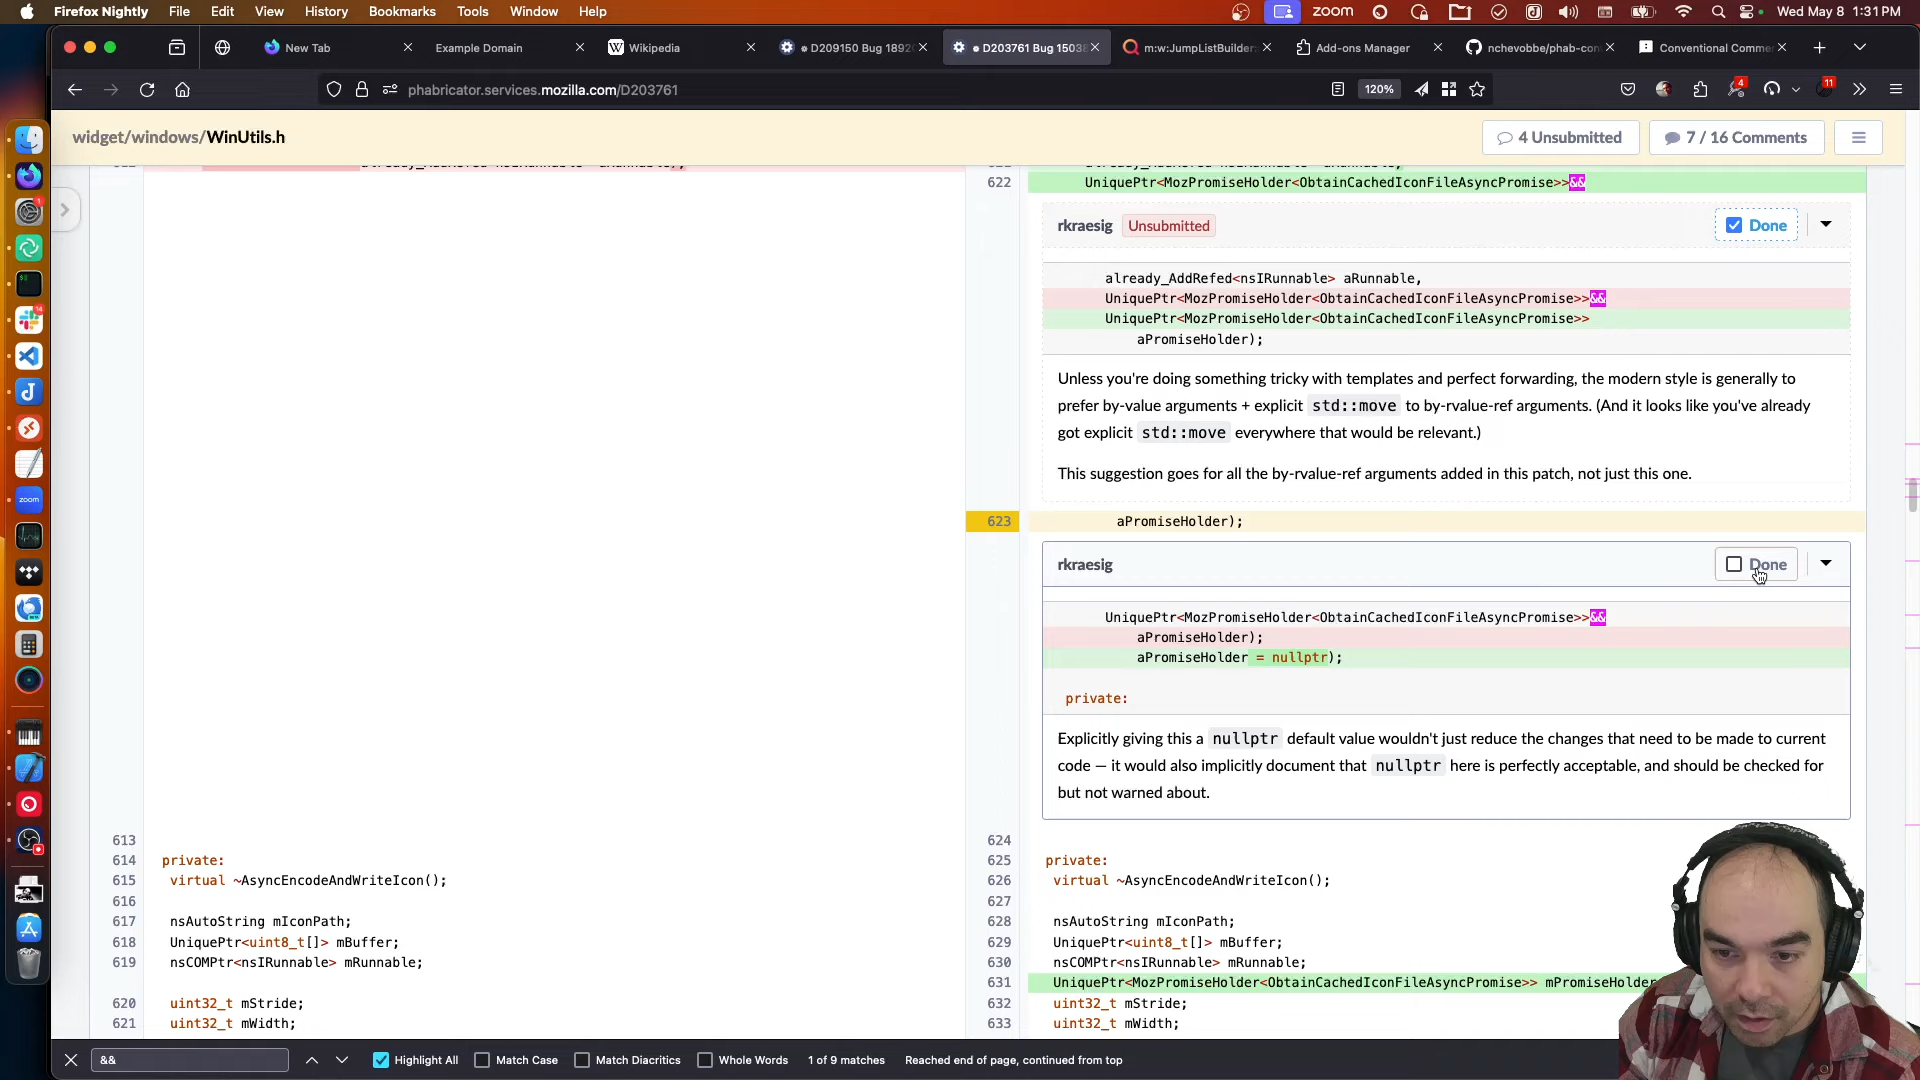 Firefox Nightly File Edit View History Bookmarks Tools Window Help
zoom
Wed May 8 1:31 PM
New Tab
Example Domain
Wikipedia
D209150 Bug 1892
D203761 Bug 15038
m:w:JumpListBuilder:
Add-ons Manager
nchevobbe/phab-con
Conventional Comme
phabricator.services.mozilla.com/D203761
120%
4
11
widget/windows/WinUtils.h
4 Unsubmitted
7 / 16 Comments
622 UniquePtr<MozPromiseHolder<ObtainCachedIconFileAsyncPromise>>&&
rkraesig Unsubmitted
Done
already_AddRefed<nsIRunnable> aRunnable,
UniquePtr<MozPromiseHolder<ObtainCachedIconFileAsyncPromise>>&&
UniquePtr<MozPromiseHolder<ObtainCachedIconFileAsyncPromise>>
aPromiseHolder);
Unless you're doing something tricky with templates and perfect forwarding, the modern style is generally to
prefer by-value arguments + explicit std::move to by-rvalue-ref arguments. (And it looks like you've already
got explicit std::move everywhere that would be relevant.)
This suggestion goes for all the by-rvalue-ref arguments added in this patch, not just this one.
623 aPromiseHolder);
rkraesig
Done
UniquePtr<MozPromiseHolder<ObtainCachedIconFileAsyncPromise>>&&
aPromiseHolder);
aPromiseHolder = nullptr);
private:
Explicitly giving this a nullptr default value wouldn't just reduce the changes that need to be made to current
code — it would also implicitly document that nullptr here is perfectly acceptable, and should be checked for
but not warned about.
613
614 private:
615 virtual ~AsyncEncodeAndWriteIcon();
616
617 nsAutoString mIconPath;
618 UniquePtr<uint8_t[]> mBuffer;
619 nsCOMPtr<nsIRunnable> mRunnable;
620 uint32_t mStride;
621 uint32_t mWidth;
624
625 private:
626 virtual ~AsyncEncodeAndWriteIcon();
627
628 nsAutoString mIconPath;
629 UniquePtr<uint8_t[]> mBuffer;
630 nsCOMPtr<nsIRunnable> mRunnable;
631 UniquePtr<MozPromiseHolder<ObtainCachedIconFileAsyncPromise>> mPromiseHolder
632 uint32_t mStride;
633 uint32_t mWidth;
&&
Highlight All
Match Case
Match Diacritics
Whole Words
1 of 9 matches
Reached end of page, continued from top